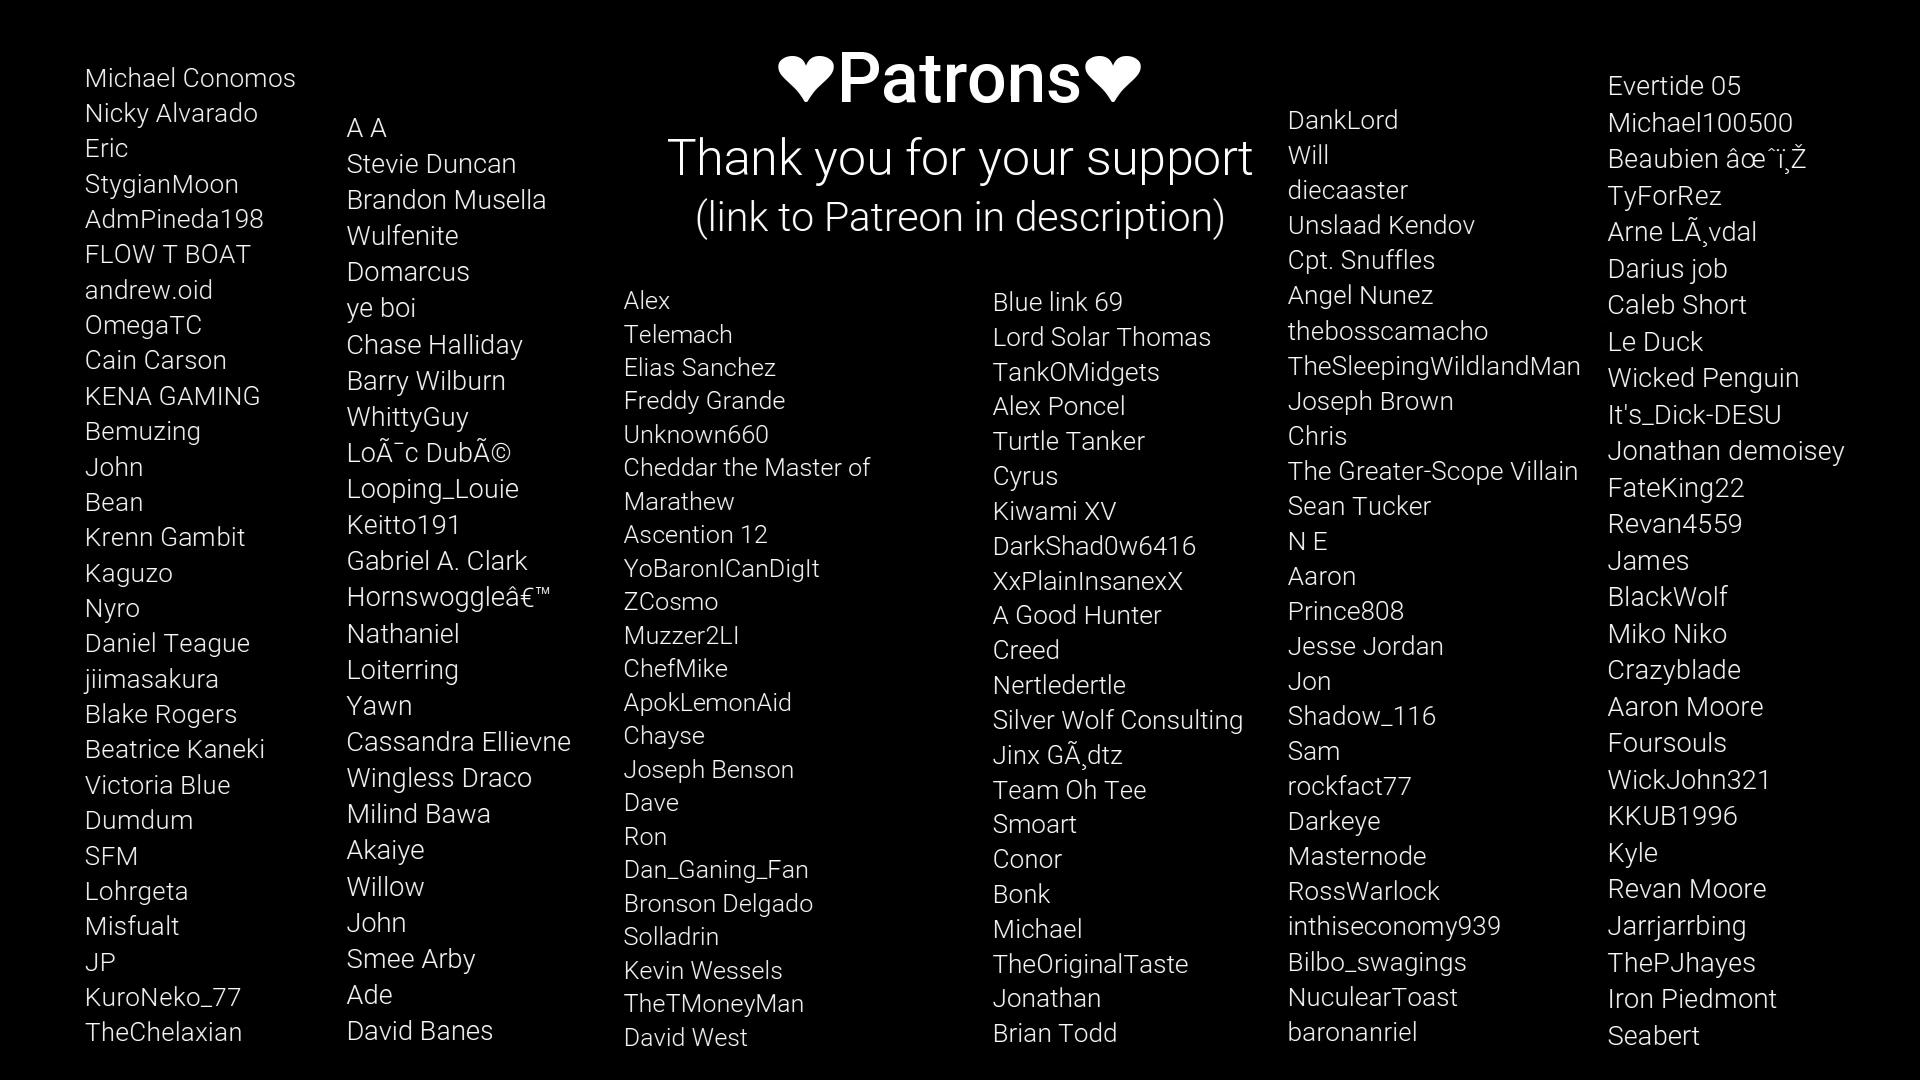 ❤Patrons❤
Thank you for your support
(link to Patreon in description)
Michael Conomos
Nicky Alvarado
Eric
StygianMoon
AdmPineda198
FLOW T BOAT
andrew.oid
OmegaTC
Cain Carson
KENA GAMING
Bemuzing
John
Bean
Krenn Gambit
Kaguzo
Nyro
Daniel Teague
jiimasakura
Blake Rogers
Beatrice Kaneki
Victoria Blue
Dumdum
SFM
Lohrgeta
Misfualt
JP
KuroNeko_77
TheChelaxian
A A
Stevie Duncan
Brandon Musella
Wulfenite
Domarcus
ye boi
Chase Halliday
Barry Wilburn
WhittyGuy
LoÃ¯c DubÃ©
Looping_Louie
Keitto191
Gabriel A. Clark
Hornswoggleâ€™
Nathaniel
Loiterring
Yawn
Cassandra Ellievne
Wingless Draco
Milind Bawa
Akaiye
Willow
John
Smee Arby
Ade
David Banes
Alex
Telemach
Elias Sanchez
Freddy Grande
Unknown660
Cheddar the Master of
Marathew
Ascention 12
YoBaronICanDigIt
ZCosmo
Muzzer2LI
ChefMike
ApokLemonAid
Chayse
Joseph Benson
Dave
Ron
Dan_Ganing_Fan
Bronson Delgado
Solladrin
Kevin Wessels
TheTMoneyMan
David West
Blue link 69
Lord Solar Thomas
TankOMidgets
Alex Poncel
Turtle Tanker
Cyrus
Kiwami XV
DarkShad0w6416
XxPlainInsanexX
A Good Hunter
Creed
Nertledertle
Silver Wolf Consulting
Jinx GÃ¸dtz
Team Oh Tee
Smoart
Conor
Bonk
Michael
TheOriginalTaste
Jonathan
Brian Todd
DankLord
Will
diecaaster
Unslaad Kendov
Cpt. Snuffles
Angel Nunez
thebosscamacho
TheSleepingWildlandMan
Joseph Brown
Chris
The Greater-Scope Villain
Sean Tucker
N E
Aaron
Prince808
Jesse Jordan
Jon
Shadow_116
Sam
rockfact77
Darkeye
Masternode
RossWarlock
inthiseconomy939
Bilbo_swagings
NuculearToast
baronanriel
Evertide 05
Michael100500
Beaubien âœˆï¸Ž
TyForRez
Arne LÃ¸vdal
Darius job
Caleb Short
Le Duck
Wicked Penguin
It's_Dick-DESU
Jonathan demoisey
FateKing22
Revan4559
James
BlackWolf
Miko Niko
Crazyblade
Aaron Moore
Foursouls
WickJohn321
KKUB1996
Kyle
Revan Moore
Jarrjarrbing
ThePJhayes
Iron Piedmont
Seabert